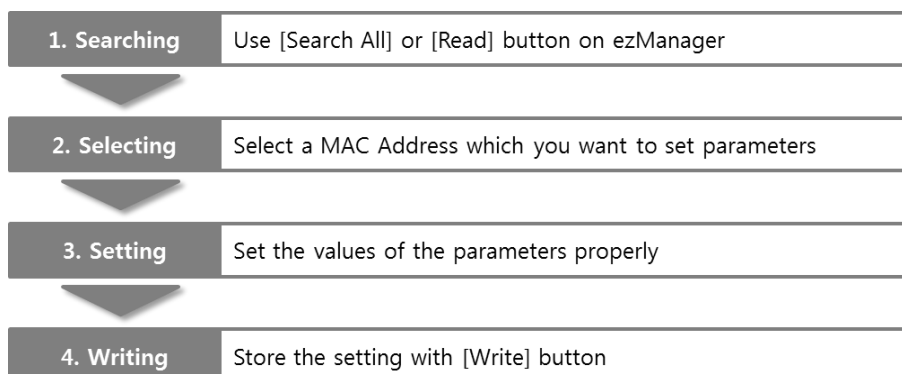 1. Searching Use [Search All] or [Read] button on ezManager
2. Selecting Select a MAC Address which you want to set parameters
3. Setting Set the values of the parameters properly
4. Writing Store the setting with [Write] button